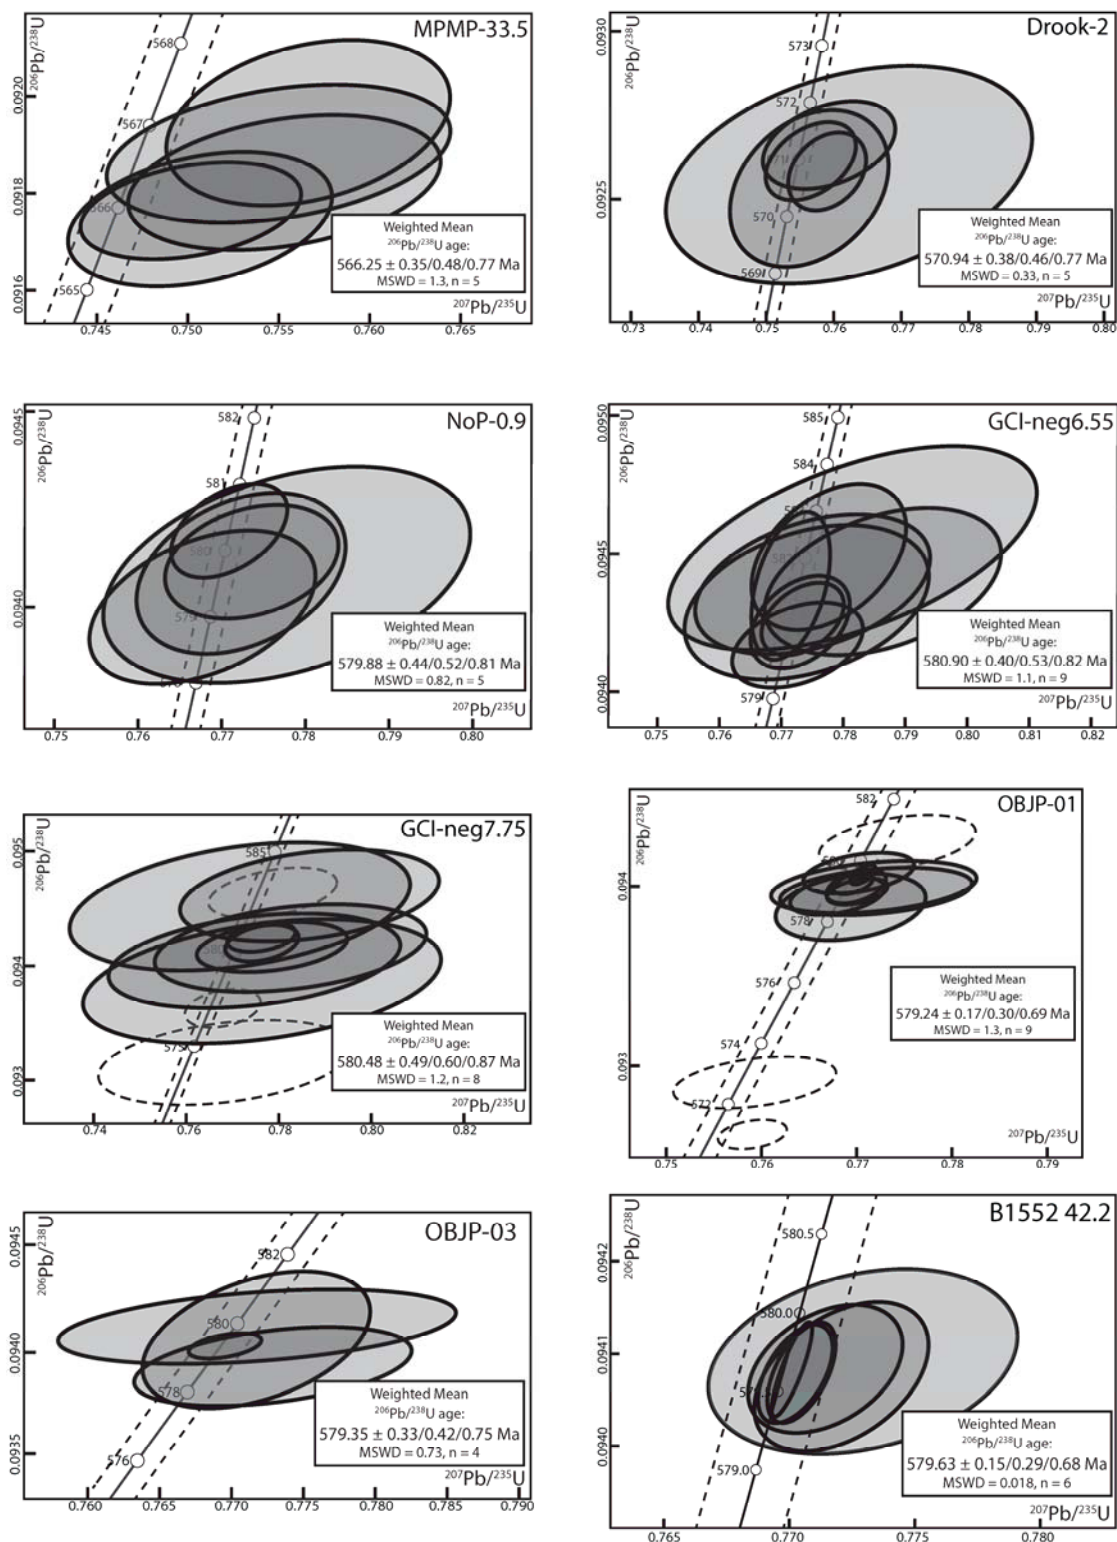 MPMP-33.5
206Pb/238U
0.0920
0.0918
0.0916
568
567
566
565
Weighted Mean
206Pb/238U age:
566.25 ± 0.35/0.48/0.77 Ma
MSWD = 1.3, n = 5
207Pb/235U
0.745 0.750 0.755 0.760 0.765
Drook-2
206Pb/238U
0.0930
0.0925
573
572
570
569
Weighted Mean
206Pb/238U age:
570.94 ± 0.38/0.46/0.77 Ma
MSWD = 0.33, n = 5
207Pb/235U
0.73 0.74 0.75 0.76 0.77 0.78 0.79 0.80
NoP-0.9
206Pb/238U
0.0945
0.0940
582
581
580
579
Weighted Mean
206Pb/238U age:
579.88 ± 0.44/0.52/0.81 Ma
MSWD = 0.82, n = 5
207Pb/235U
0.75 0.76 0.77 0.78 0.79 0.80
GCI-neg6.55
206Pb/238U
0.0950
0.0945
0.0940
585
584
579
Weighted Mean
206Pb/238U age:
580.90 ± 0.40/0.53/0.82 Ma
MSWD = 1.1, n = 9
207Pb/235U
0.75 0.76 0.77 0.78 0.79 0.80 0.81 0.82
GCI-neg7.75
206Pb/238U
0.095
0.094
0.093
585
580
575
Weighted Mean
206Pb/238U age:
580.48 ± 0.49/0.60/0.87 Ma
MSWD = 1.2, n = 8
207Pb/235U
0.74 0.76 0.78 0.80 0.82
OBJP-01
206Pb/238U
0.094
0.093
582
578
576
574
572
Weighted Mean
206Pb/238U age:
579.24 ± 0.17/0.30/0.69 Ma
MSWD = 1.3, n = 9
207Pb/235U
0.75 0.76 0.77 0.78 0.79
OBJP-03
206Pb/238U
0.0945
0.0940
0.0935
582
580
578
576
Weighted Mean
206Pb/238U age:
579.35 ± 0.33/0.42/0.75 Ma
MSWD = 0.73, n = 4
207Pb/235U
0.760 0.765 0.770 0.775 0.780 0.785 0.790
B1552 42.2
206Pb/238U
0.0942
0.0941
0.0940
580.5
580.0
579.0
Weighted Mean
206Pb/238U age:
579.63 ± 0.15/0.29/0.68 Ma
MSWD = 0.018, n = 6
207Pb/235U
0.765 0.770 0.775 0.780